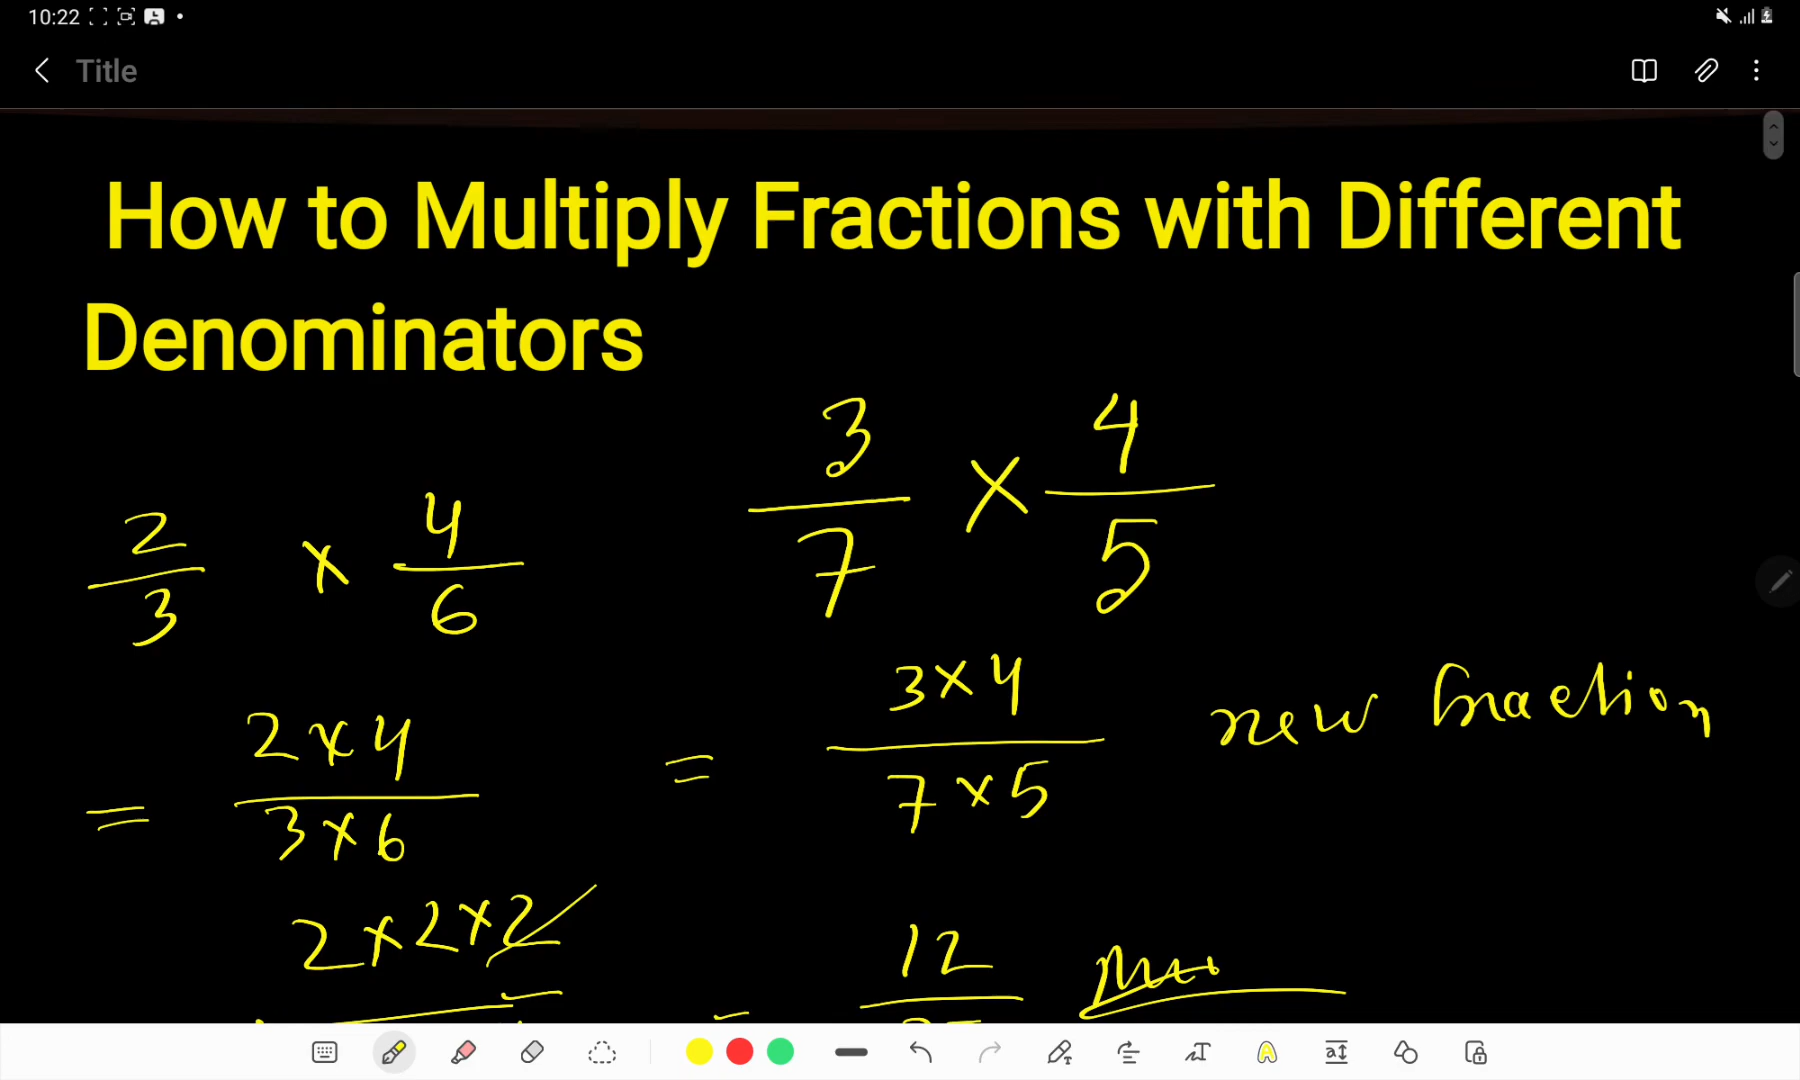 10:22
Title
How to Multiply Fractions with Different
Denominators
3/7 × 4/5
2/3 × 4/6
= 3×4 / 7×5 new fraction
= 2×4 / 3×6
2×2×2
12